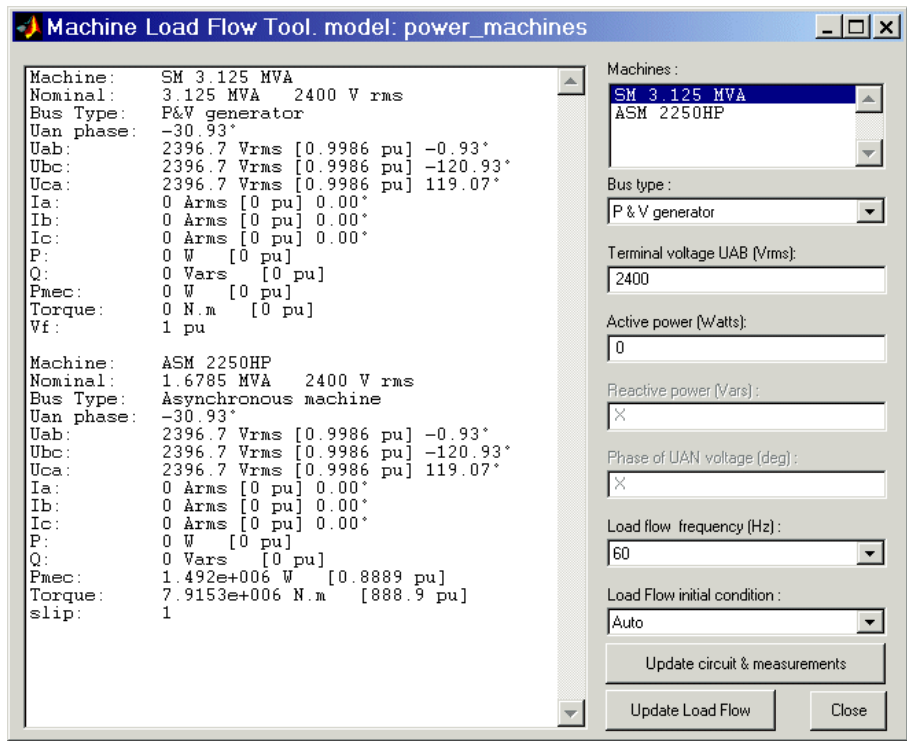 Machine Load Flow Tool. model: power_machines
Machine: SM 3.125 MVA
Nominal: 3.125 MVA 2400 V rms
Bus Type: P&V generator
Uan phase: -30.93°
Uab: 2396.7 Vrms [0.9986 pu] -0.93°
Ubc: 2396.7 Vrms [0.9986 pu] -120.93°
Uca: 2396.7 Vrms [0.9986 pu] 119.07°
Ia: 0 Arms [0 pu] 0.00°
Ib: 0 Arms [0 pu] 0.00°
Ic: 0 Arms [0 pu] 0.00°
P: 0 W [0 pu]
Q: 0 Vars [0 pu]
Pmec: 0 W [0 pu]
Torque: 0 N.m [0 pu]
Vf: 1 pu
Machine: ASM 2250HP
Nominal: 1.6785 MVA 2400 V rms
Bus Type: Asynchronous machine
Uan phase: -30.93°
Uab: 2396.7 Vrms [0.9986 pu] -0.93°
Ubc: 2396.7 Vrms [0.9986 pu] -120.93°
Uca: 2396.7 Vrms [0.9986 pu] 119.07°
Ia: 0 Arms [0 pu] 0.00°
Ib: 0 Arms [0 pu] 0.00°
Ic: 0 Arms [0 pu] 0.00°
P: 0 W [0 pu]
Q: 0 Vars [0 pu]
Pmec: 1.492e+006 W [0.8889 pu]
Torque: 7.9153e+006 N.m [888.9 pu]
slip: 1
Machines :
SM 3.125 MVA
ASM 2250HP
Bus type :
P & V generator
Terminal voltage UAB (Vrms):
2400
Active power (Watts):
0
Reactive power (Vars) :
X
Phase of UAN voltage (deg) :
X
Load flow frequency (Hz) :
60
Load Flow initial condition :
Auto
Update circuit & measurements
Update Load Flow
Close